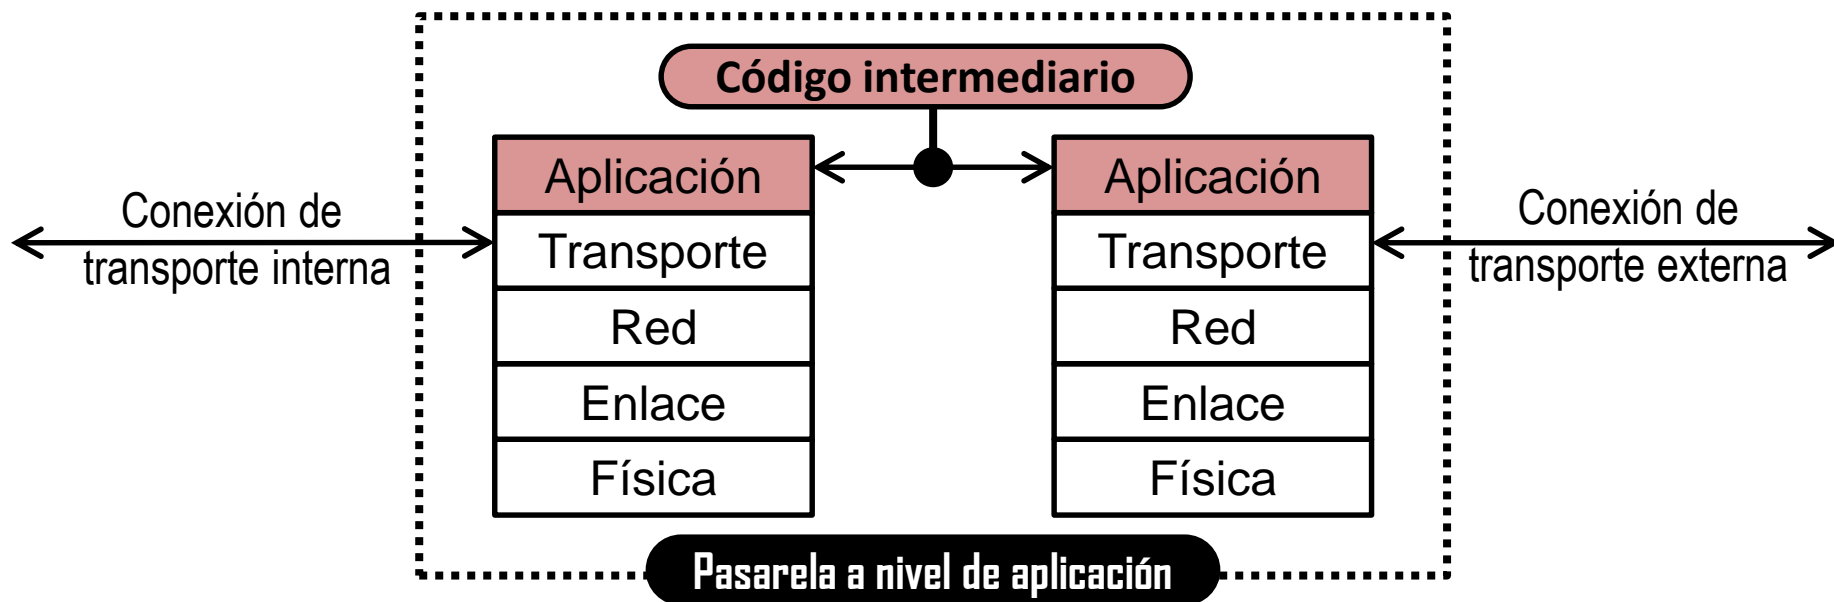 Código intermediario
Conexión de
transporte interna
Aplicación
Transporte
Red
Enlace
Física
Aplicación
Transporte
Red
Enlace
Física
Conexión de
transporte externa
Pasarela a nivel de aplicación